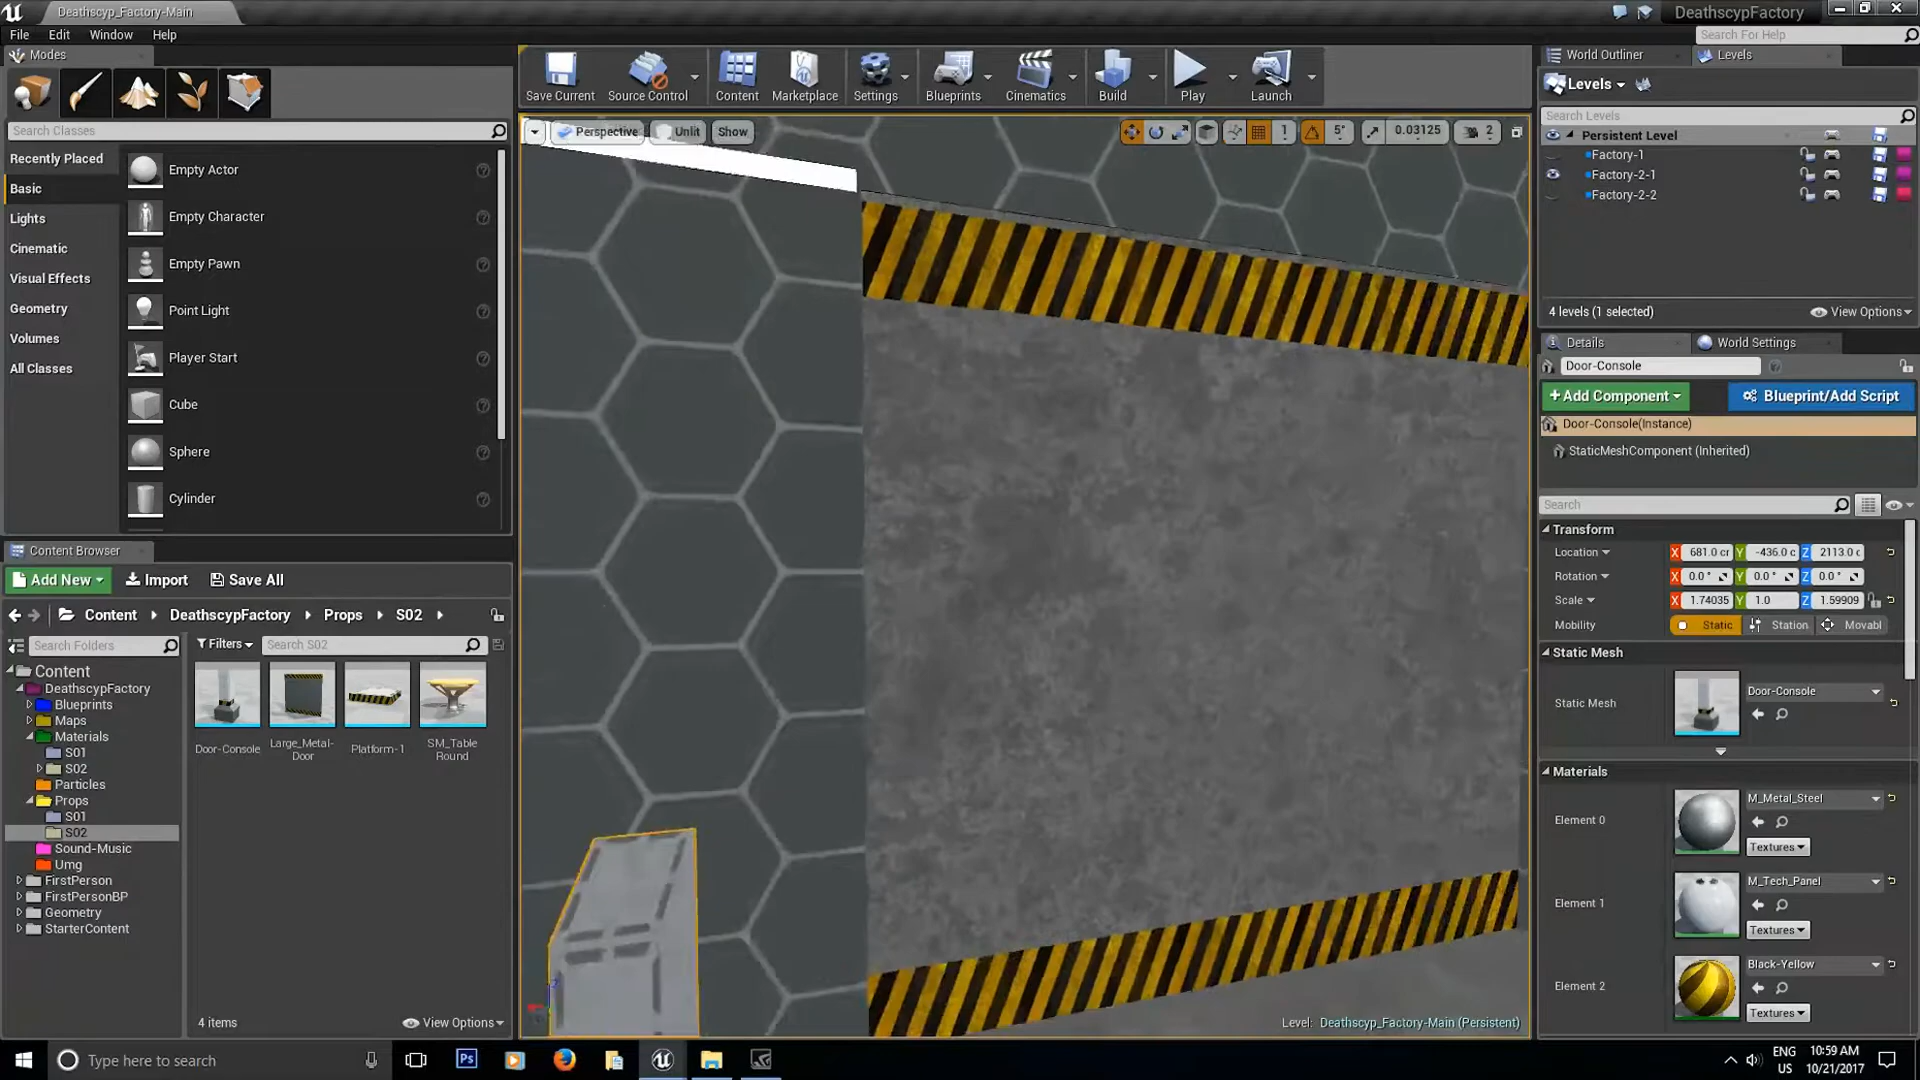 Deathscyp_Factory-Main
DeathscypFactory
File Edit Window Help
Search For Help
Modes
Save Current Source Control Content Marketplace Settings Blueprints Cinematics Build Play Launch
World Outliner Levels
Levels
Search Classes
Search Levels
Perspective Unlit Show
1 5° 0.03125 2
Persistent Level
Factory-1
Factory-2-1
Factory-2-2
Recently Placed
Basic
Lights
Cinematic
Visual Effects
Geometry
Volumes
All Classes
Empty Actor
Empty Character
Empty Pawn
Point Light
Player Start
Cube
Sphere
Cylinder
4 levels (1 selected) View Options
Details World Settings
Door-Console
+Add Component Blueprint/Add Script
Door-Console(Instance)
StaticMeshComponent (Inherited)
Search
Transform
Location X 681.0 cr Y -436.0 c Z 2113.0 c
Rotation X 0.0 ° Y 0.0 ° Z 0.0 °
Scale X 1.74035 Y 1.0 Z 1.59909
Mobility Static Station Movabl
Static Mesh
Static Mesh Door-Console
Materials
Element 0 M_Metal_Steel
Textures
Element 1 M_Tech_Panel
Textures
Element 2 Black-Yellow
Textures
Content Browser
Add New Import Save All
Content DeathscypFactory Props S02
Search Folders
Filters Search S02
Content
DeathscypFactory
Blueprints
Maps
Materials
S01
S02
Particles
Props
S01
S02
Sound-Music
Umg
FirstPerson
FirstPersonBP
Geometry
StarterContent
Door-Console
Large_Metal-
Door
Platform-1
SM_Table
Round
4 items View Options
Level: Deathscyp_Factory-Main (Persistent)
Type here to search
Ps
ENG
US
10:59 AM
10/21/2017